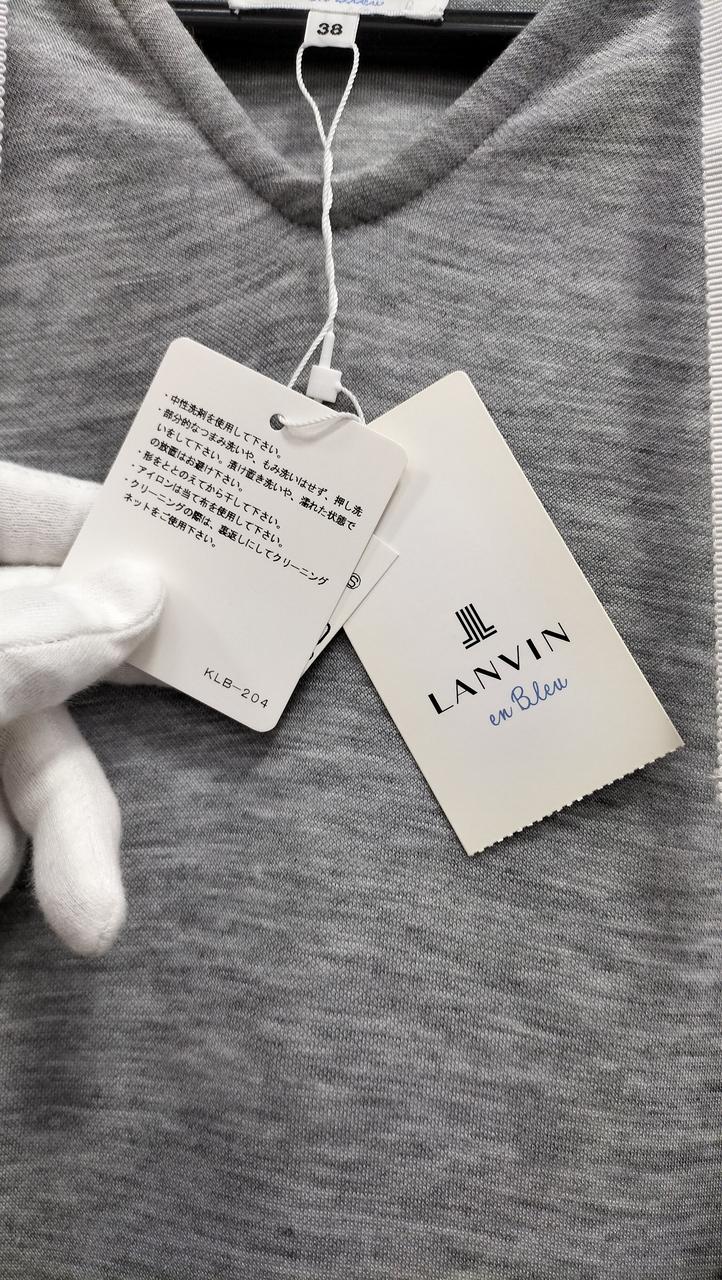 en Bleu
38
・中性洗剤を使用して下さい。
・部分的なつまみ洗いや、もみ洗いはせず、押し洗
いをして下さい。漬け置き洗いや、濡れた状態で
の放置はお避け下さい。
・形をととのえてから干して下さい。
・アイロンは当て布を使用して下さい。
・クリーニングの際は、裏返しにしてクリーニング
ネットをご使用下さい。
KLB-204
LANVIN
en Bleu